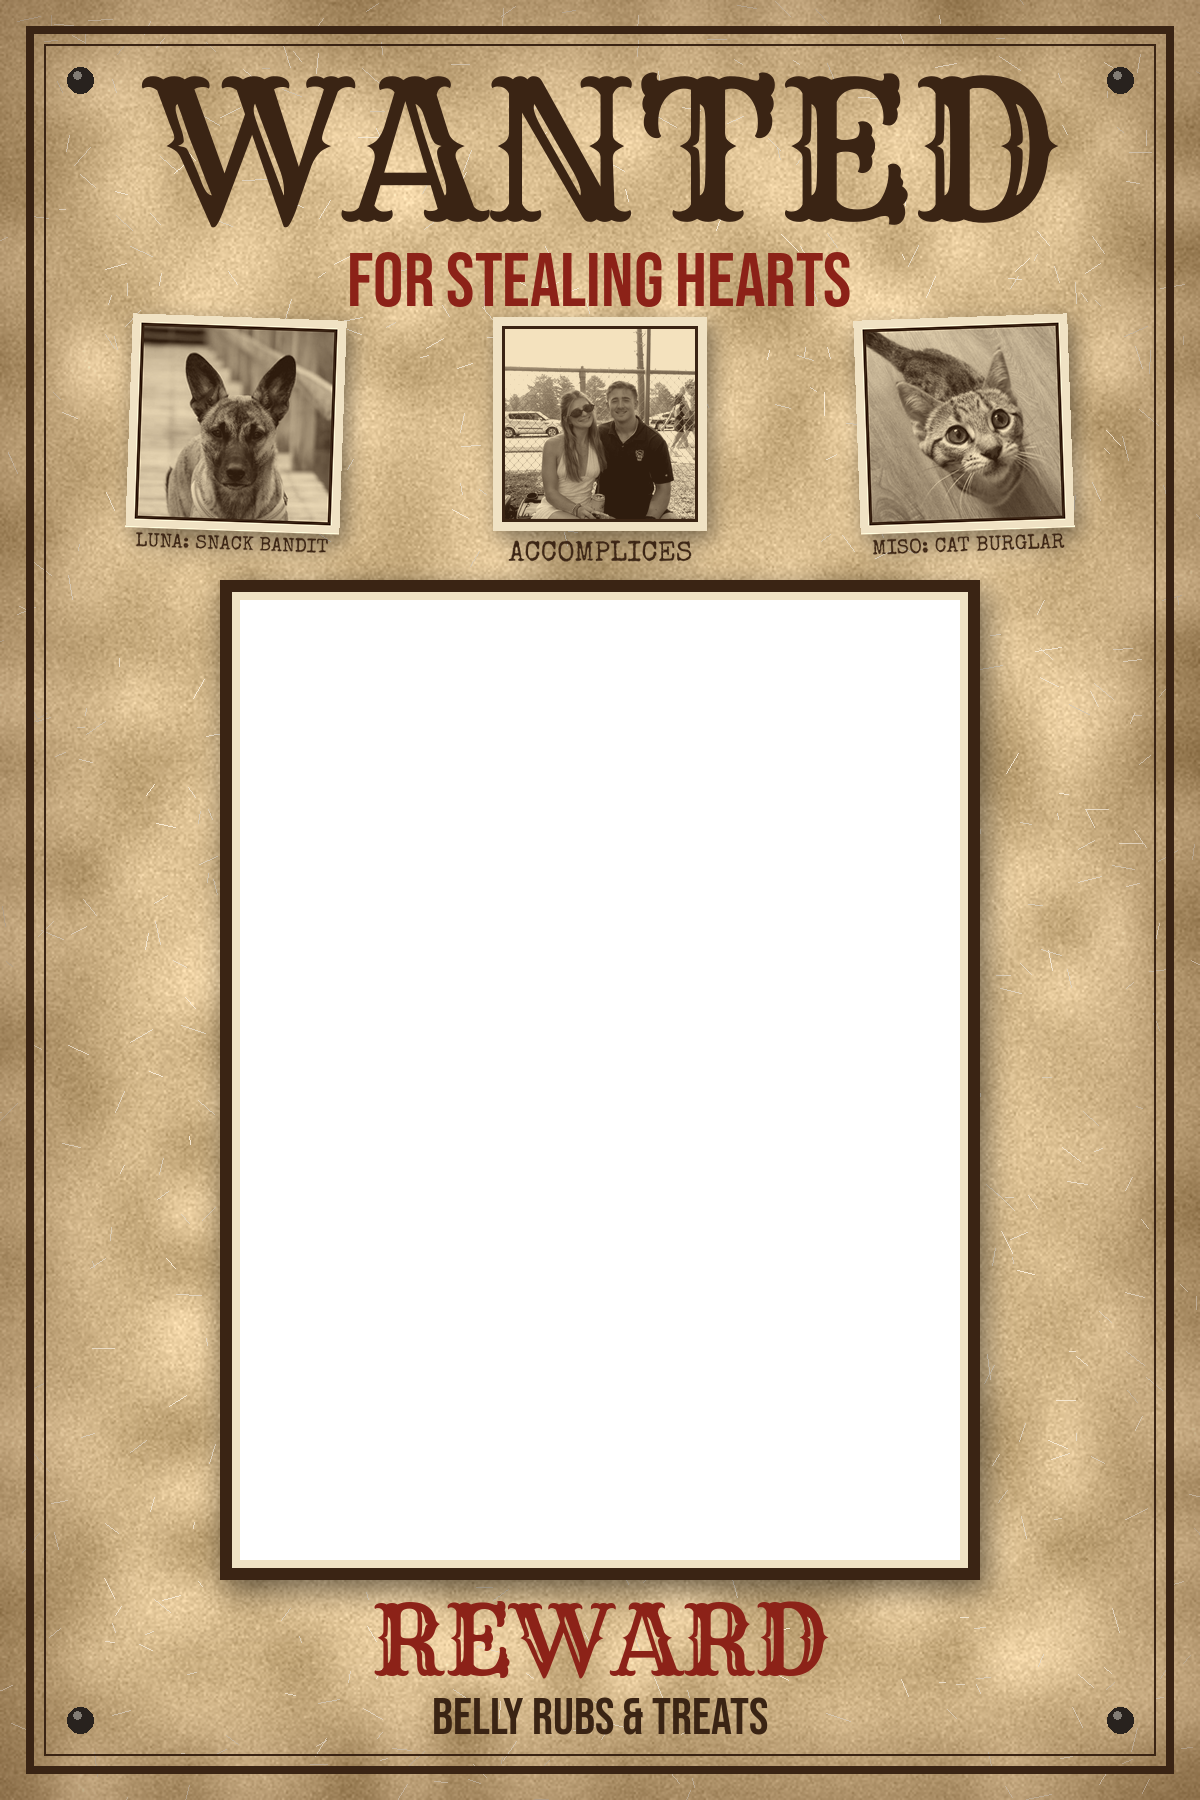 WANTED
FOR STEALING HEARTS
LUNA: SNACK BANDIT
ACCOMPLICES
MISO: CAT BURGLAR
REWARD
BELLY RUBS & TREATS